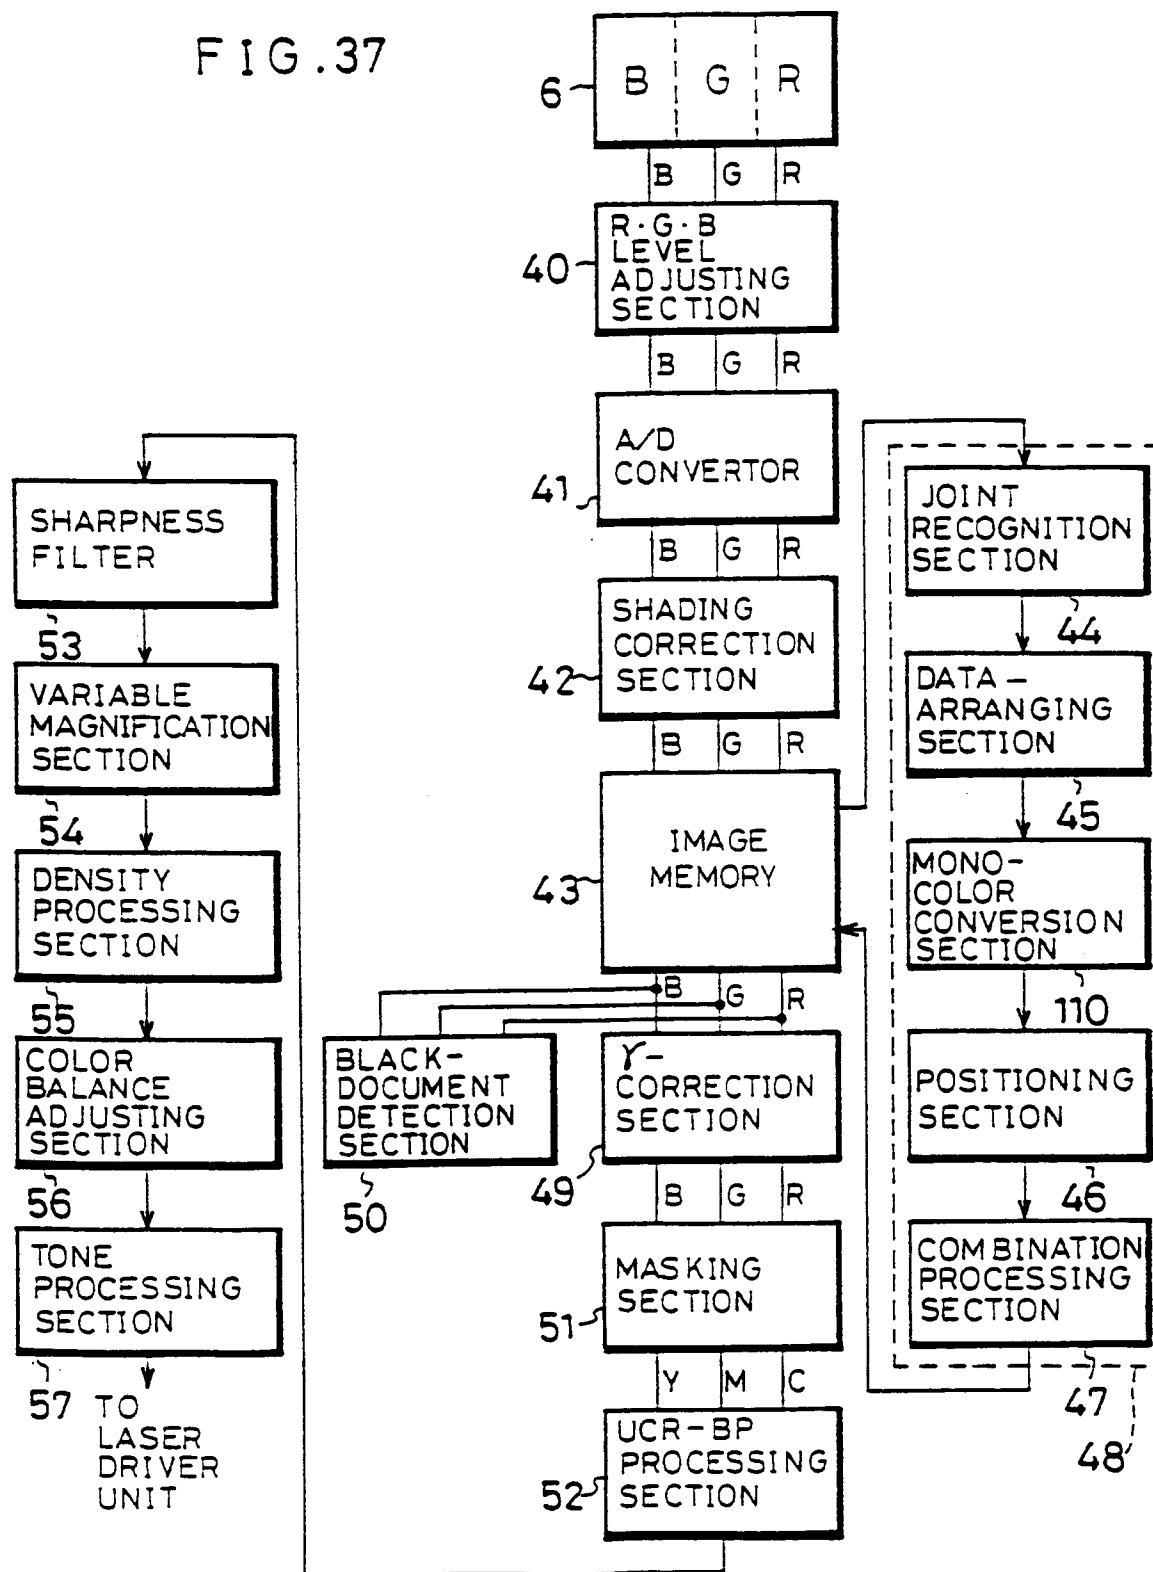 FIG.37
6
B G R
B G R
40
R·G·B
LEVEL
ADJUSTING
SECTION
B G R
41
A/D
CONVERTOR
B G R
42
SHADING
CORRECTION
SECTION
B G R
43
IMAGE
MEMORY
B G R
JOINT
RECOGNITION
SECTION
44
DATA-
ARRANGING
SECTION
45
MONO-
COLOR
CONVERSION
SECTION
110
POSITIONING
SECTION
46
COMBINATION
PROCESSING
SECTION
47
48
BLACK-
DOCUMENT
DETECTION
SECTION
50
γ-
CORRECTION
SECTION
49
B G R
MASKING
SECTION
51
Y M C
UCR-BP
PROCESSING
SECTION
52
SHARPNESS
FILTER
53
VARIABLE
MAGNIFICATION
SECTION
54
DENSITY
PROCESSING
SECTION
55
COLOR
BALANCE
ADJUSTING
SECTION
56
TONE
PROCESSING
SECTION
57
TO
LASER
DRIVER
UNIT